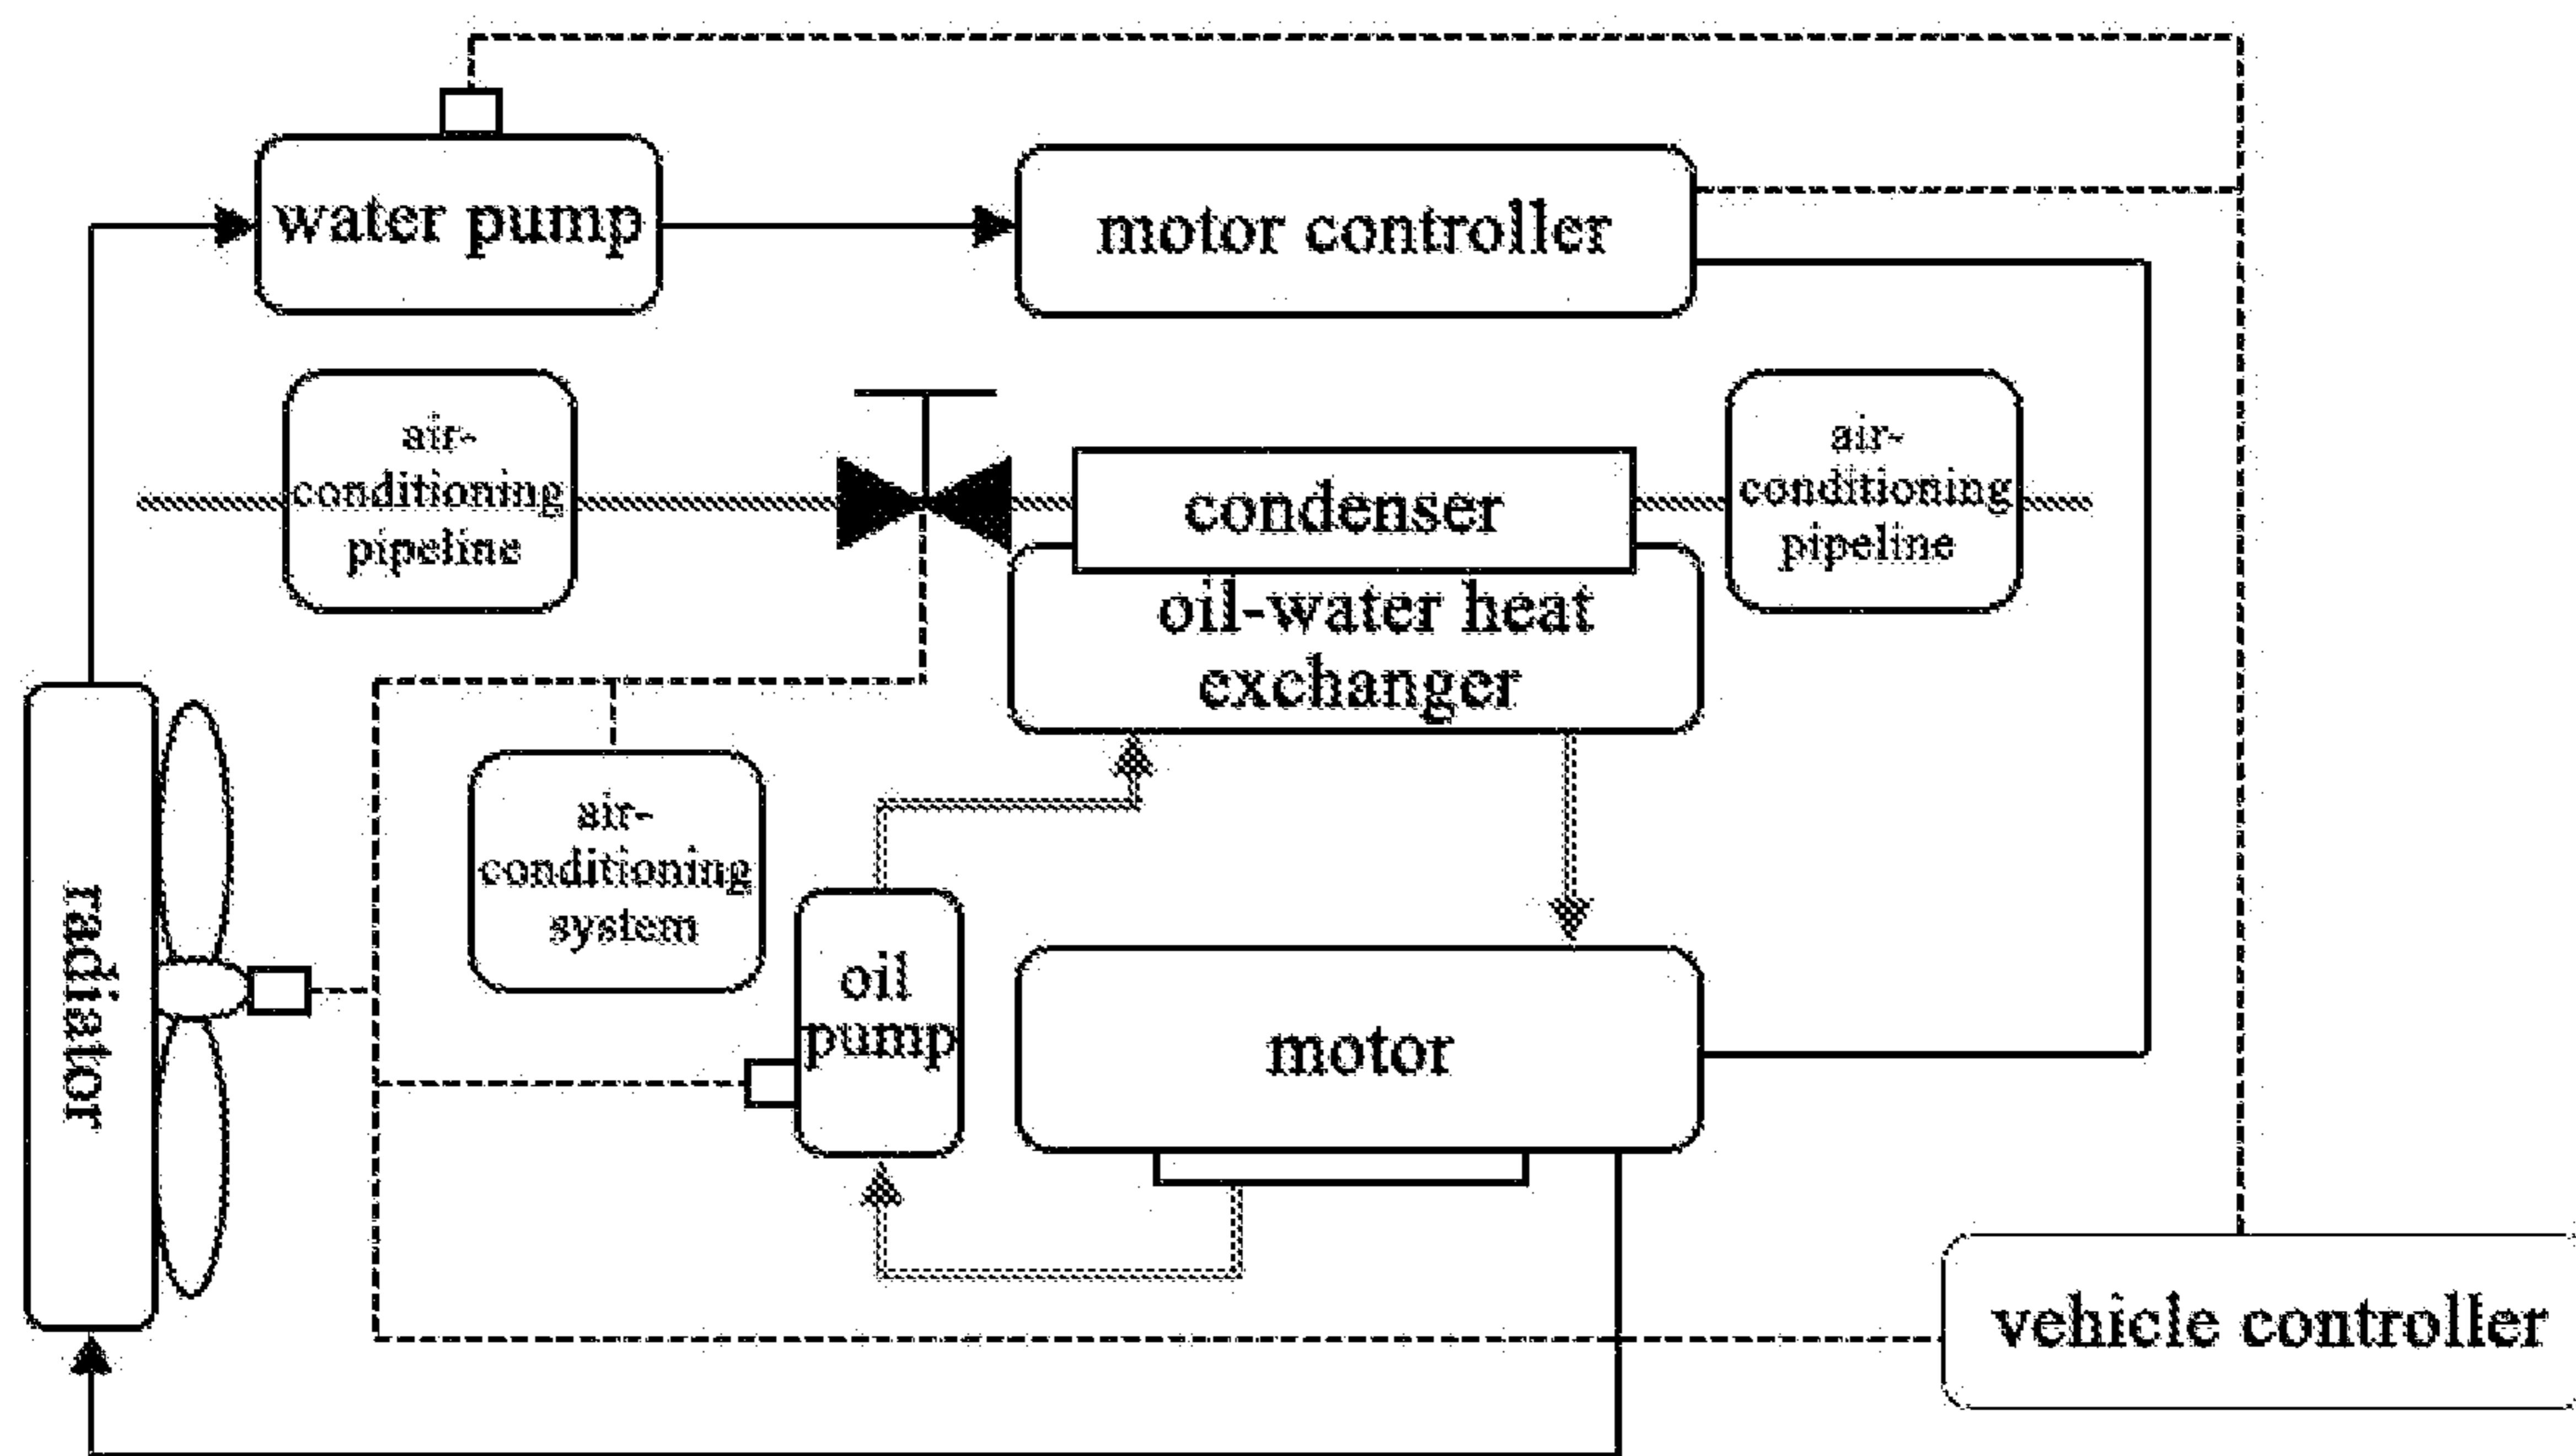 water pump
motor controller
air-
conditioning
pipeline
condenser
air-
conditioning
pipeline
oil-water heat
exchanger
air-
conditioning
system
radiator
oil
pump
motor
vehicle controller